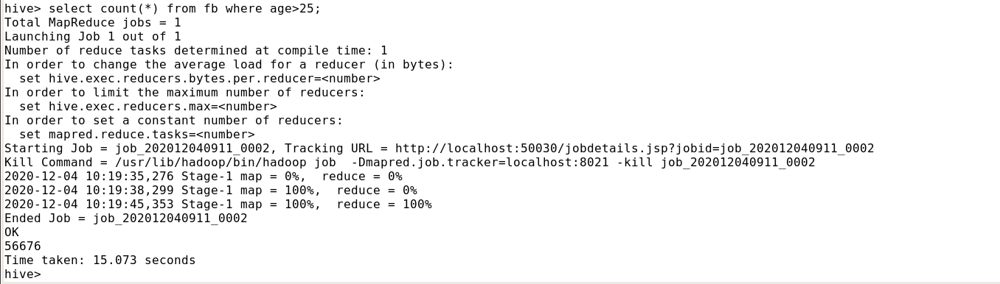 hive> select count(*) from fb where age>25;
Total MapReduce jobs = 1
Launching Job 1 out of 1
Number of reduce tasks determined at compile time: 1
In order to change the average load for a reducer (in bytes):
  set hive.exec.reducers.bytes.per.reducer=<number>
In order to limit the maximum number of reducers:
  set hive.exec.reducers.max=<number>
In order to set a constant number of reducers:
  set mapred.reduce.tasks=<number>
Starting Job = job_202012040911_0002, Tracking URL = http://localhost:50030/jobdetails.jsp?jobid=job_202012040911_0002
Kill Command = /usr/lib/hadoop/bin/hadoop job  -Dmapred.job.tracker=localhost:8021 -kill job_202012040911_0002
2020-12-04 10:19:35,276 Stage-1 map = 0%,  reduce = 0%
2020-12-04 10:19:38,299 Stage-1 map = 100%,  reduce = 0%
2020-12-04 10:19:45,353 Stage-1 map = 100%,  reduce = 100%
Ended Job = job_202012040911_0002
OK
56676
Time taken: 15.073 seconds
hive>